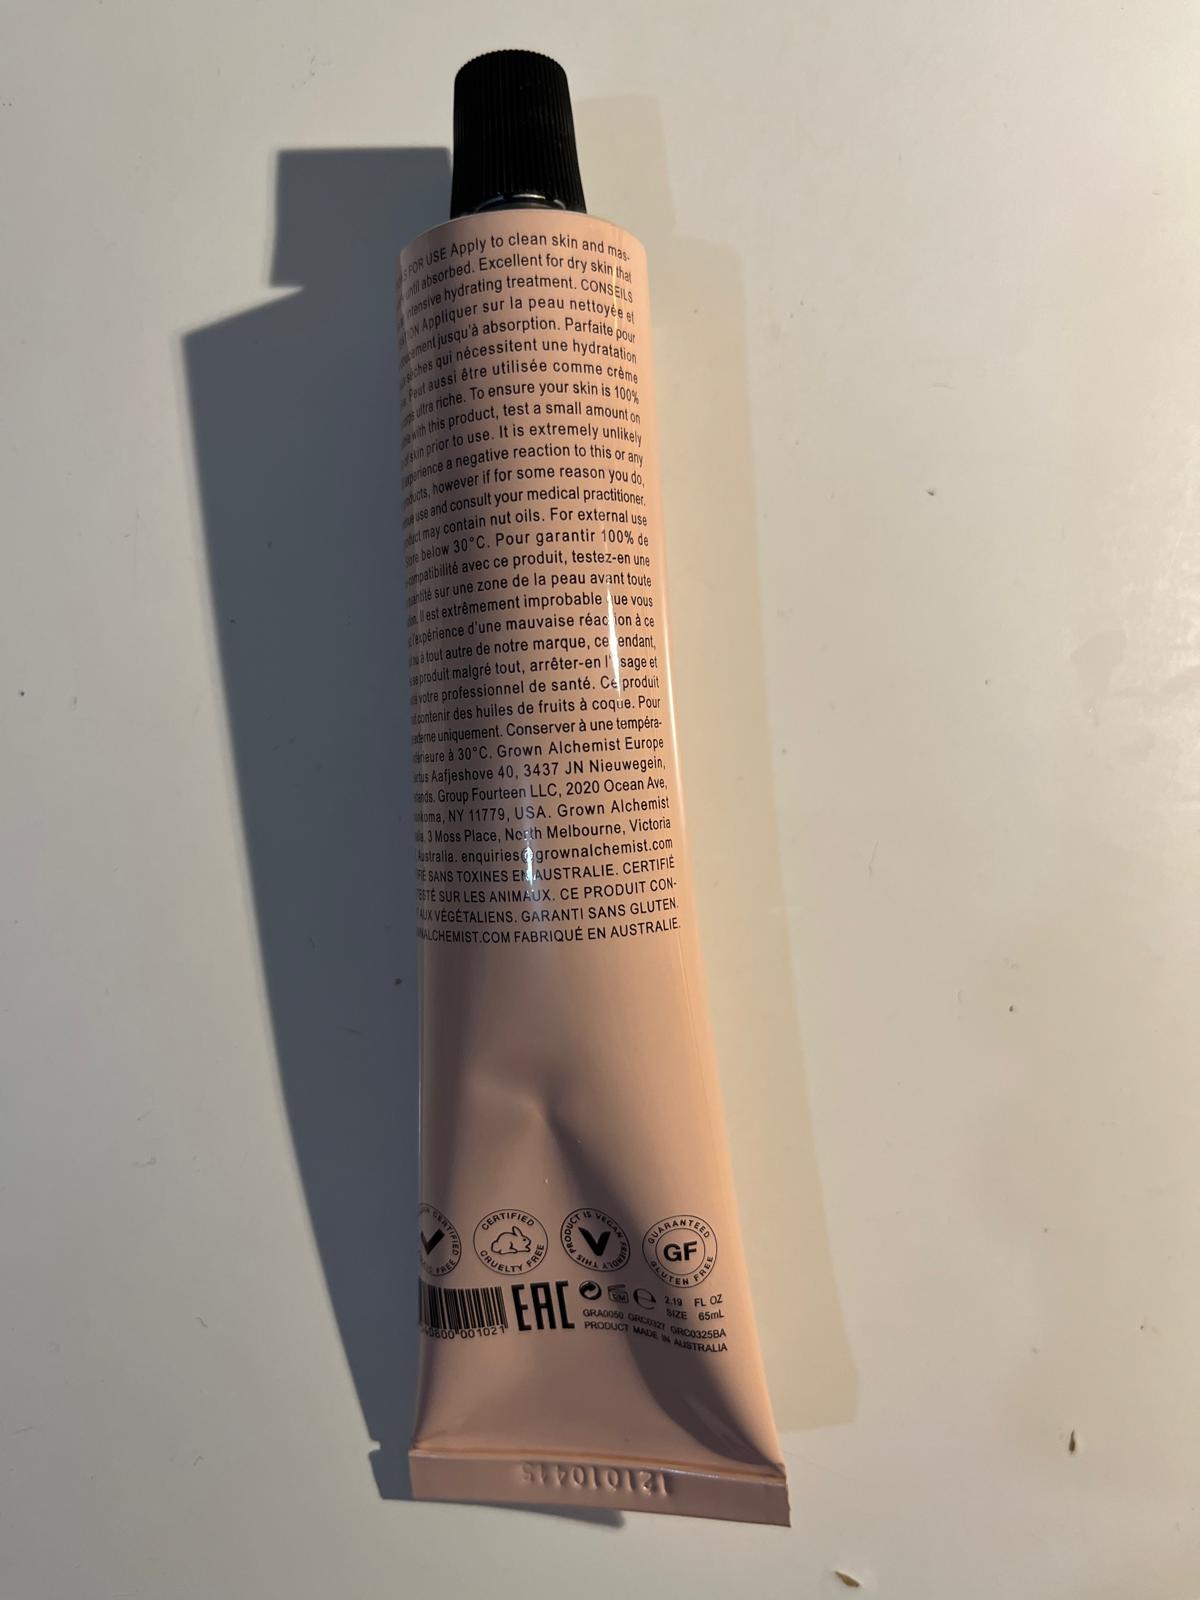 FOR USE Apply to clean skin and mas-
until absorbed. Excellent for dry skin that
intensive hydrating treatment. CONSEILS
Appliquer sur la peau nettoyée et
jusqu'à absorption. Parfaite pour
qui nécessitent une hydratation
Peut aussi être utilisée comme crème
ultra riche. To ensure your skin is 100%
with this product, test a small amount on
skin prior to use. It is extremely unlikely
experience a negative reaction to this or any
however if for some reason you do,
use and consult your medical practitioner.
may contain nut oils. For external use
below 30°C. Pour garantir 100% de
compatibilité avec ce produit, testez-en une
sur une zone de la peau avant toute
Il est extrêmement improbable que vous
l'expérience d'une mauvaise réaction à ce
à tout autre de notre marque, cependant,
produit malgré tout, arrêter-en l'usage et
votre professionnel de santé. Ce produit
contenir des huiles de fruits à coque. Pour
uniquement. Conserver à une tempéra-
à 30°C. Grown Alchemist Europe
Aafjeshove 40, 3437 JN Nieuwegein,
Group Fourteen LLC, 2020 Ocean Ave,
NY 11779, USA. Grown Alchemist
3 Moss Place, North Melbourne, Victoria
Australia. enquiries@grownalchemist.com
SANS TOXINES EN AUSTRALIE. CERTIFIÉ
SUR LES ANIMAUX. CE PRODUIT CON-
AUX VÉGÉTALIENS. GARANTI SANS GLUTEN.
FABRIQUÉ EN AUSTRALIE.
CERTIFIED FREE
CERTIFIED CRUELTY FREE
THIS PRODUCT IS VEGAN FRIENDLY V
GUARANTEED GF GLUTEN FREE
001021
EAC
2.19 FL OZ
SIZE 65mL
GRA0050 GRC0327 GRC0325BA
PRODUCT MADE IN AUSTRALIA